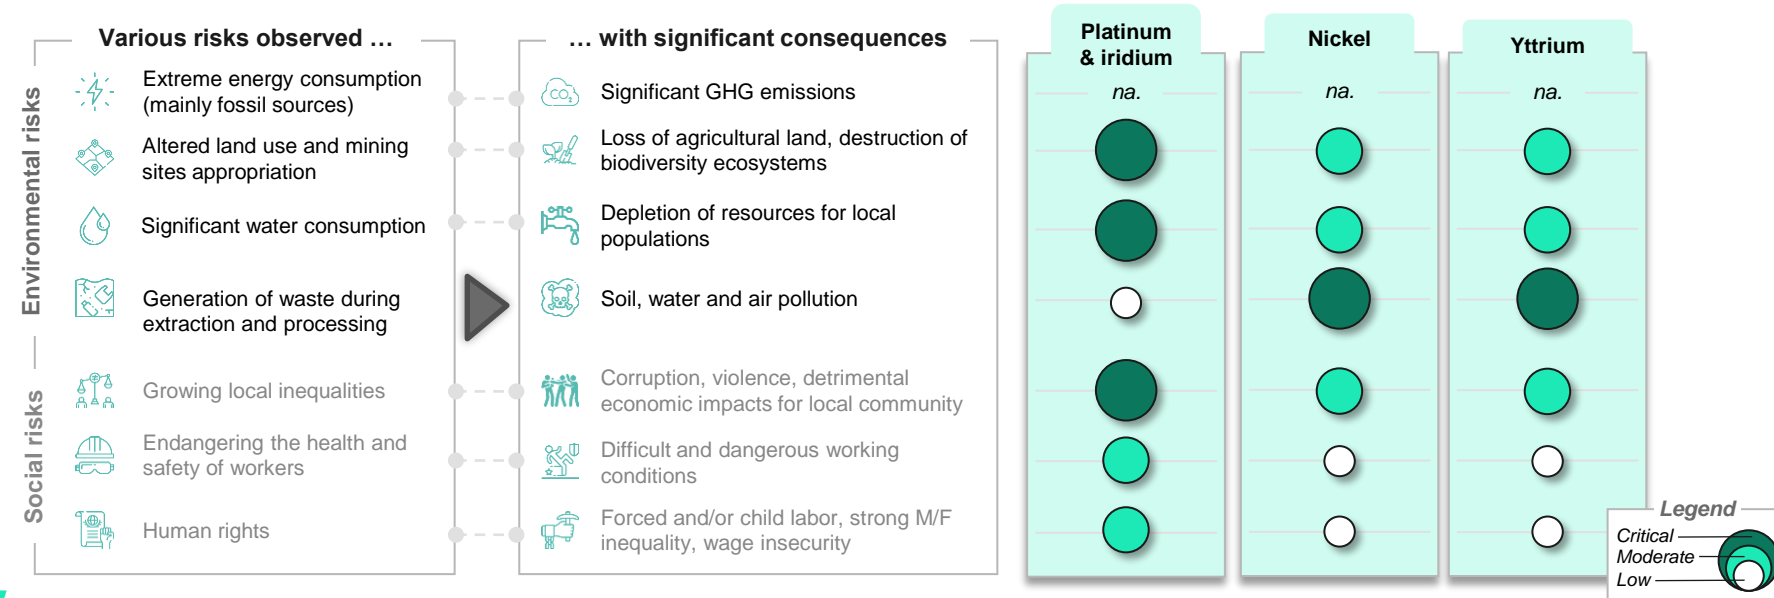 Various risks observed …
… with significant consequences
Platinum
& iridium
Nickel
Yttrium
Environmental risks
Extreme energy consumption
(mainly fossil sources)
CO2
Significant GHG emissions
na.
na.
na.
Altered land use and mining
sites appropriation
Loss of agricultural land, destruction of
biodiversity ecosystems
Significant water consumption
Depletion of resources for local
populations
Generation of waste during
extraction and processing
Soil, water and air pollution
Social risks
Growing local inequalities
Corruption, violence, detrimental
economic impacts for local community
Endangering the health and
safety of workers
Difficult and dangerous working
conditions
Human rights
Forced and/or child labor, strong M/F
inequality, wage insecurity
Legend
Critical
Moderate
Low